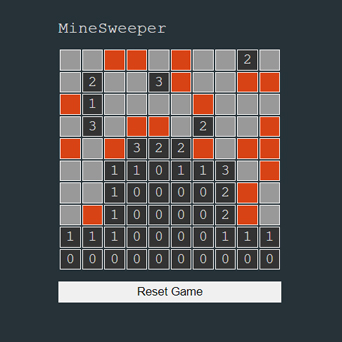 MineSweeper
2
2 3
1
3 2
3 2 2
1 1 0 1 1 3
1 0 0 0 0 2
1 0 0 0 0 2
1 1 1 0 0 0 0 1 1 1
0 0 0 0 0 0 0 0 0 0
Reset Game